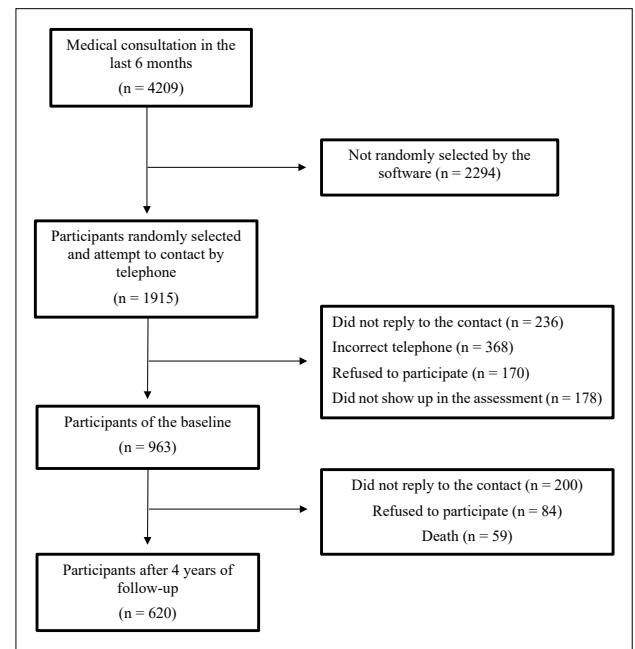 Medical consultation in the
last 6 months
(n = 4209)
Not randomly selected by the
software (n = 2294)
Participants randomly selected
and attempt to contact by
telephone
(n = 1915)
Did not reply to the contact (n = 236)
Incorrect telephone (n = 368)
Refused to participate (n = 170)
Did not show up in the assessment (n = 178)
Participants of the baseline
(n = 963)
Did not reply to the contact (n = 200)
Refused to participate (n = 84)
Death (n = 59)
Participants after 4 years of
follow-up
(n = 620)